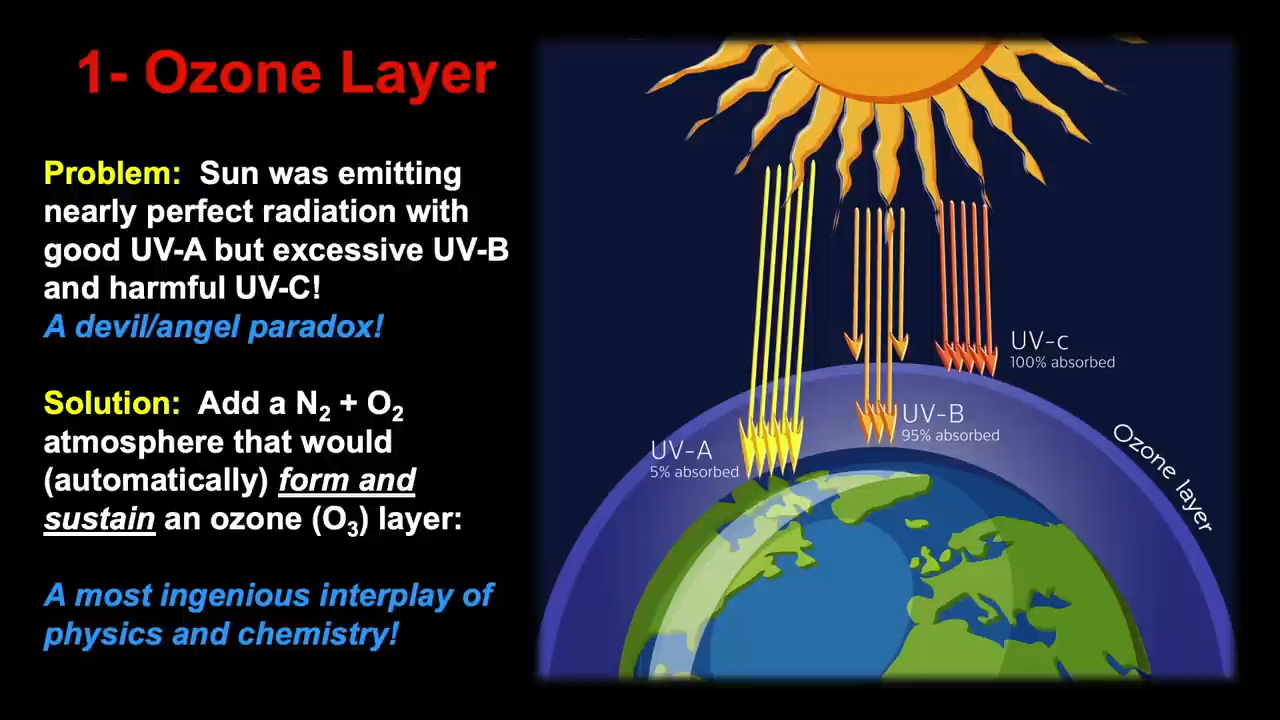 1- Ozone Layer
Problem: Sun was emitting
nearly perfect radiation with
good UV-A but excessive UV-B
and harmful UV-C!
A devil/angel paradox!
Solution: Add a N₂ + O₂
atmosphere that would
(automatically) form and
sustain an ozone (O₃) layer:
A most ingenious interplay of
physics and chemistry!
UV-c
100% absorbed
UV-B
95% absorbed
UV-A
5% absorbed
Ozone layer